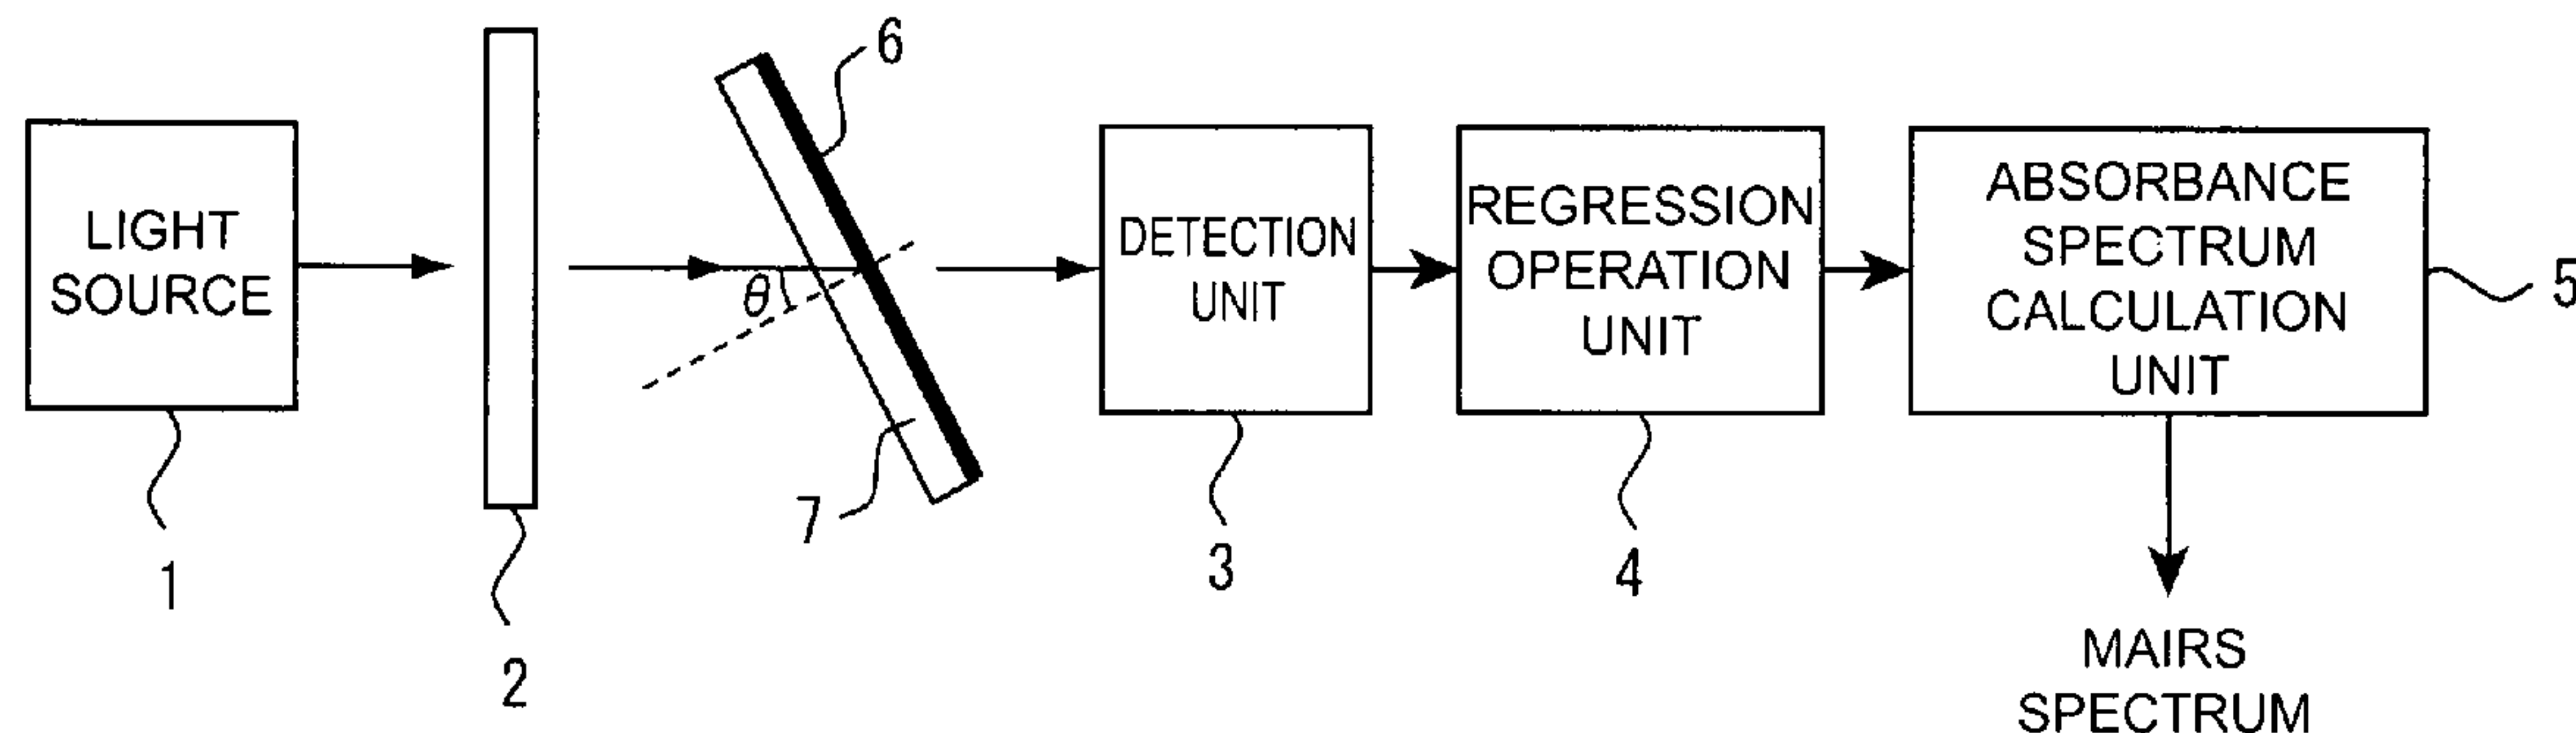 6
LIGHT
SOURCE
θ
DETECTION
UNIT
REGRESSION
OPERATION
UNIT
ABSORBANCE
SPECTRUM
CALCULATION
UNIT
5
7
1
2
3
4
MAIRS
SPECTRUM